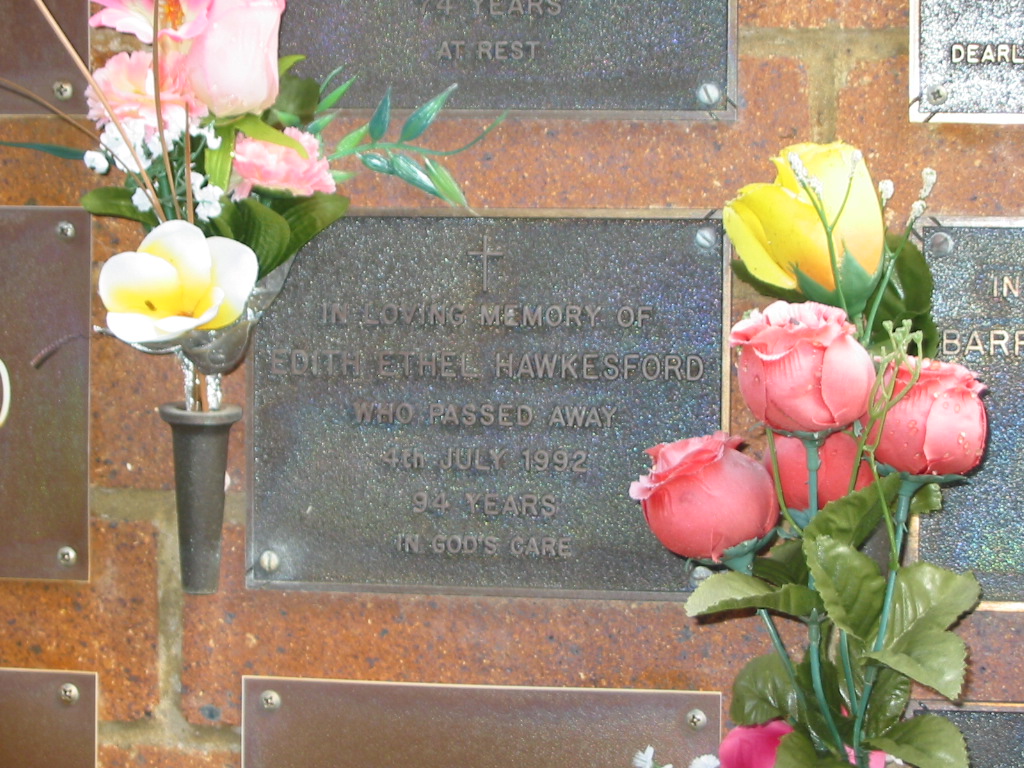 74 YEARS
AT REST
DEARL
IN LOVING MEMORY OF
EDITH ETHEL HAWKESFORD
WHO PASSED AWAY
4th JULY 1992
94 YEARS
IN GOD'S CARE
IN
BARR